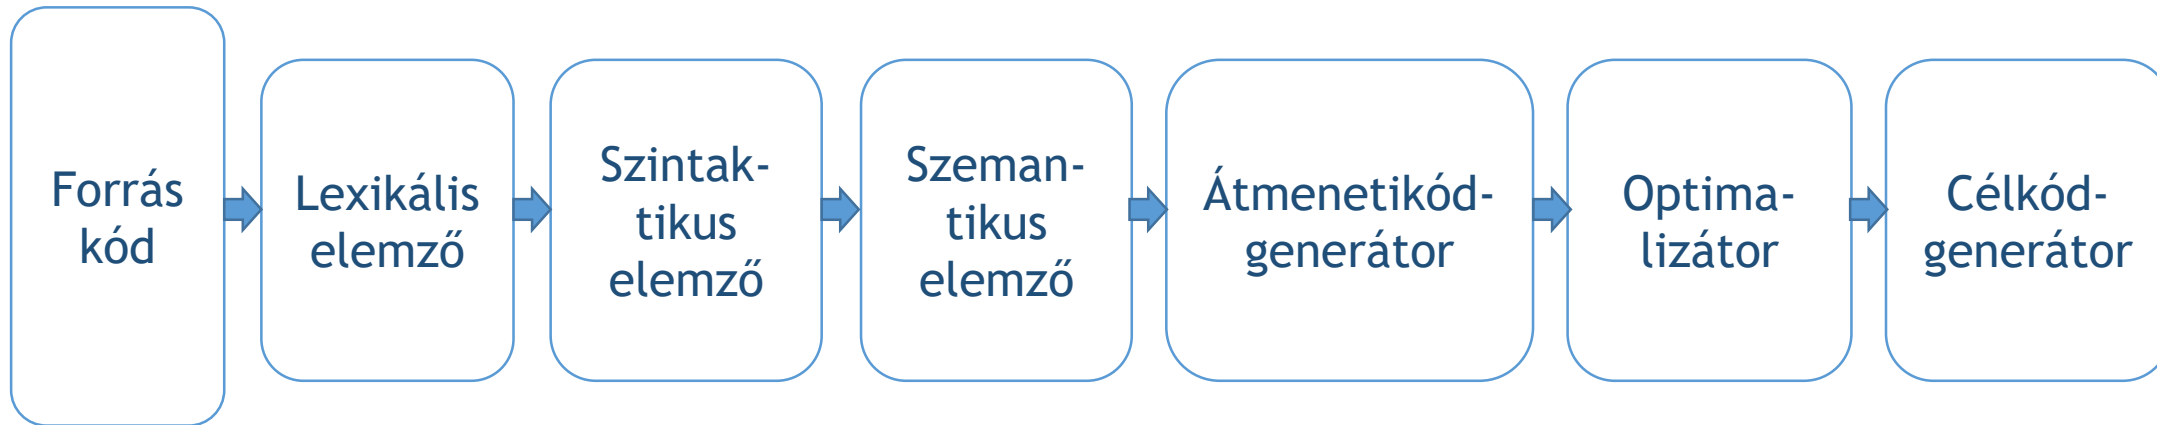 Forrás
kód
Lexikális
elemző
Szintak-
tikus
elemző
Szeman-
tikus
elemző
Átmenetikód-
generátor
Optima-
lizátor
Célkód-
generátor